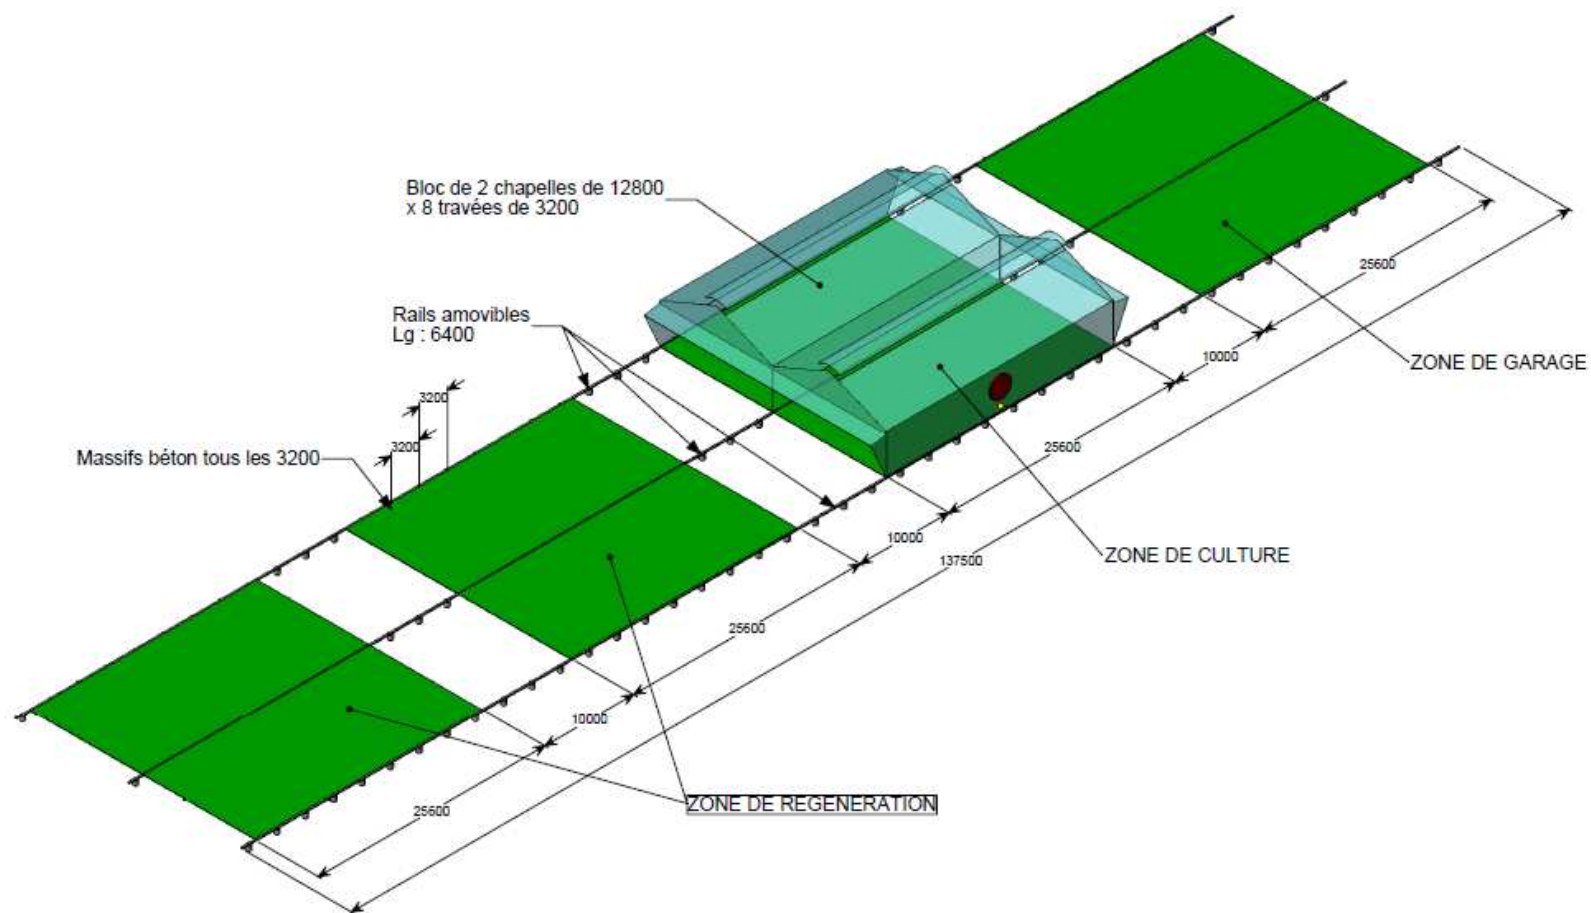 Bloc de 2 chapelles de 12800
x 8 travées de 3200
Rails amovibles
Lg : 6400
3200
3200
Massifs béton tous les 3200
25600
10000
ZONE DE GARAGE
25600
10000
ZONE DE CULTURE
137500
25600
10000
25600
ZONE DE REGENERATION